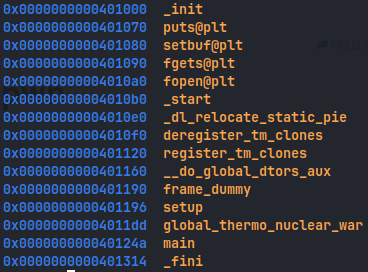 0x0000000000401000 _init
0x0000000000401070 puts@plt
0x0000000000401080 setbuf@plt
0x0000000000401090 fgets@plt
0x00000000004010a0 fopen@plt
0x00000000004010b0 _start
0x00000000004010e0 _dl_relocate_static_pie
0x00000000004010f0 deregister_tm_clones
0x0000000000401120 register_tm_clones
0x0000000000401160 __do_global_dtors_aux
0x0000000000401190 frame_dummy
0x0000000000401196 setup
0x00000000004011dd global_thermo_nuclear_war
0x000000000040124a main
0x0000000000401314 _fini